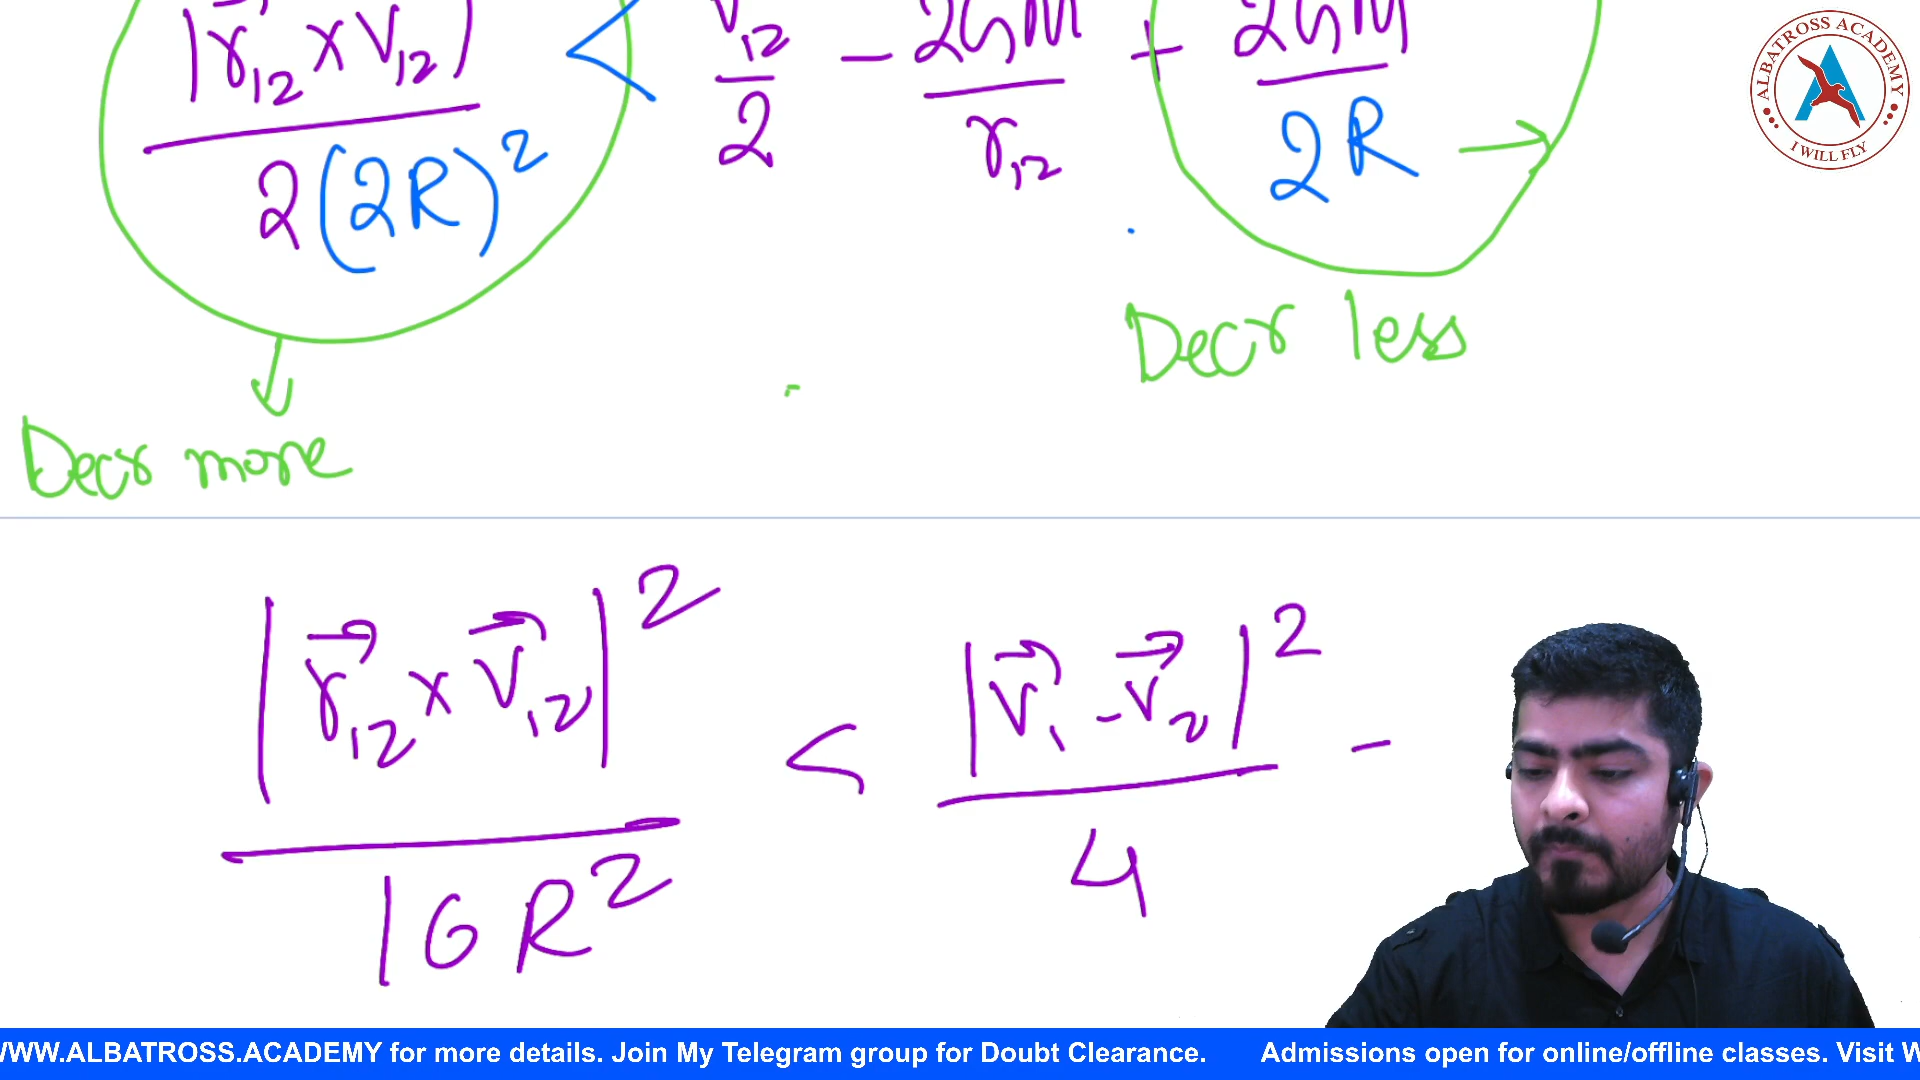 |r⃗₁₂ x v₁₂| / 2(2R)² < v₁₂ / 2 - 2GM / r₁₂ + 2GM / 2R →
Decr less
Decr more
|r⃗₁₂ x v⃗₁₂|² / 16R² < |v⃗₁ - v⃗₂|² / 4 -
ALBATROSS ACADEMY
I WILL FLY
WWW.ALBATROSS.ACADEMY for more details. Join My Telegram group for Doubt Clearance. Admissions open for online/offline classes. Visit W